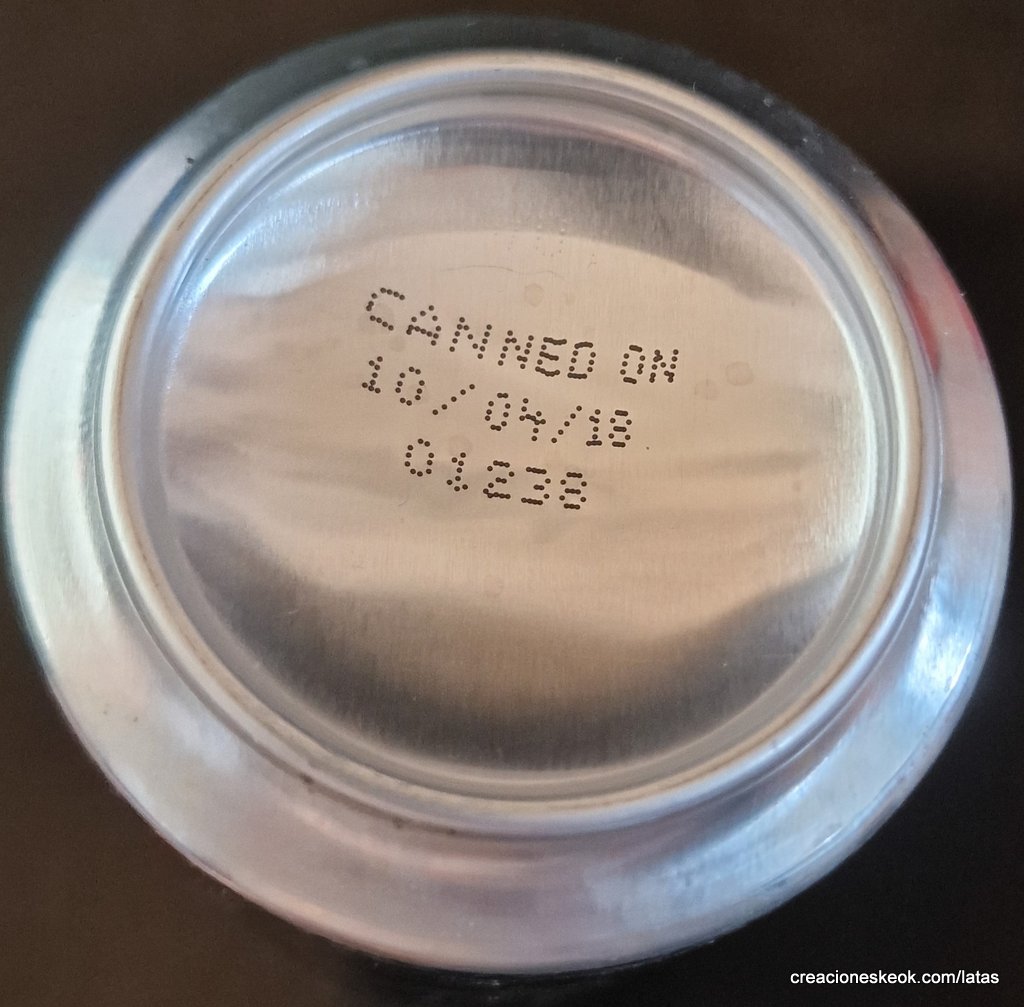 CANNED ON
10/04/18
01238
creacioneskeok.com/latas